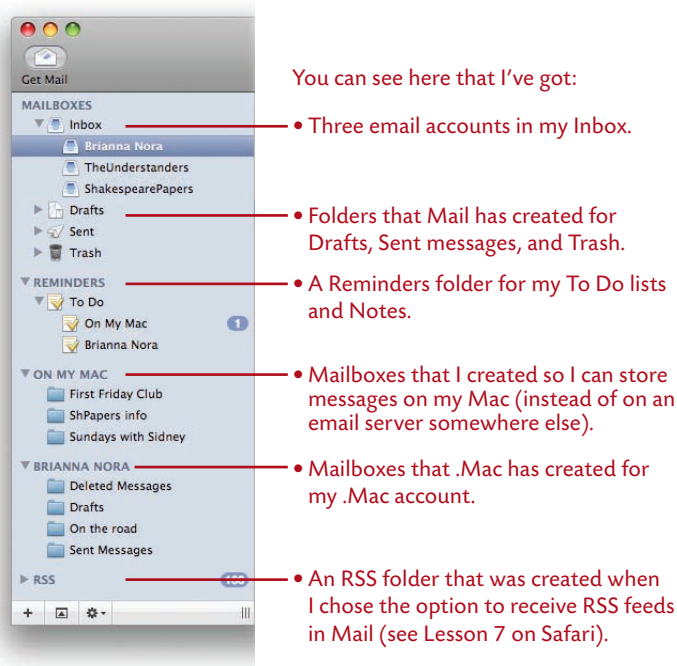 Get Mail
MAILBOXES
Inbox
Brianna Nora
TheUnderstanders
ShakespearePapers
Drafts
Sent
Trash
REMINDERS
To Do
On My Mac
1
Brianna Nora
ON MY MAC
First Friday Club
ShPapers info
Sundays with Sidney
BRIANNA NORA
Deleted Messages
Drafts
On the road
Sent Messages
RSS
You can see here that I've got:
• Three email accounts in my Inbox.
• Folders that Mail has created for
Drafts, Sent messages, and Trash.
• A Reminders folder for my To Do lists
and Notes.
• Mailboxes that I created so I can store
messages on my Mac (instead of on an
email server somewhere else).
• Mailboxes that .Mac has created for
my .Mac account.
• An RSS folder that was created when
I chose the option to receive RSS feeds
in Mail (see Lesson 7 on Safari).